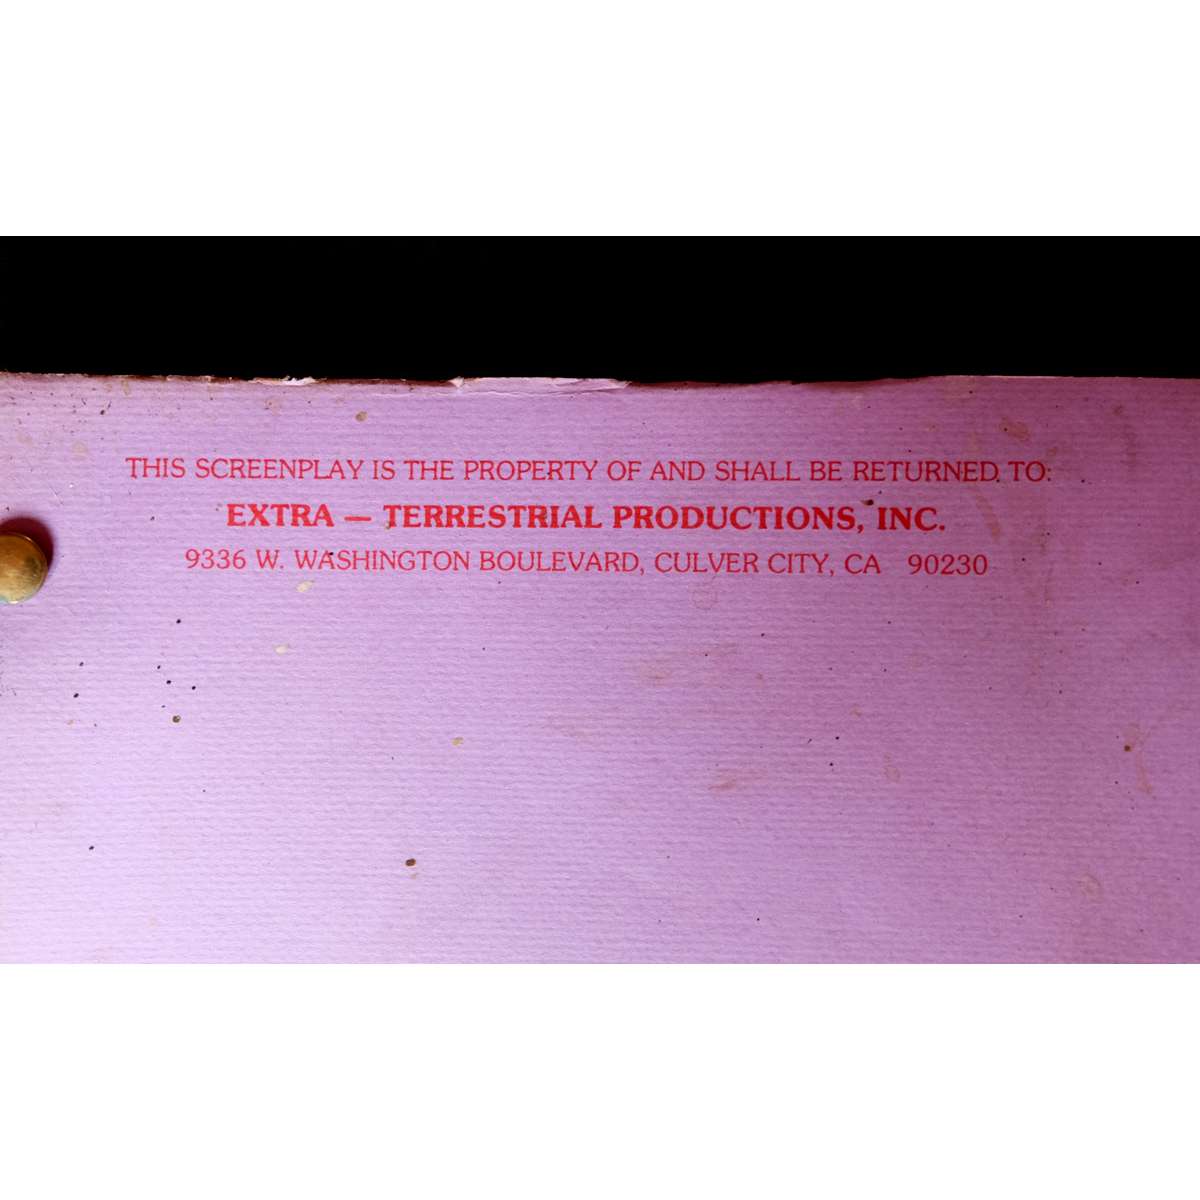 THIS SCREENPLAY IS THE PROPERTY OF AND SHALL BE RETURNED TO:
EXTRA — TERRESTRIAL PRODUCTIONS, INC.
9336 W. WASHINGTON BOULEVARD, CULVER CITY, CA 90230